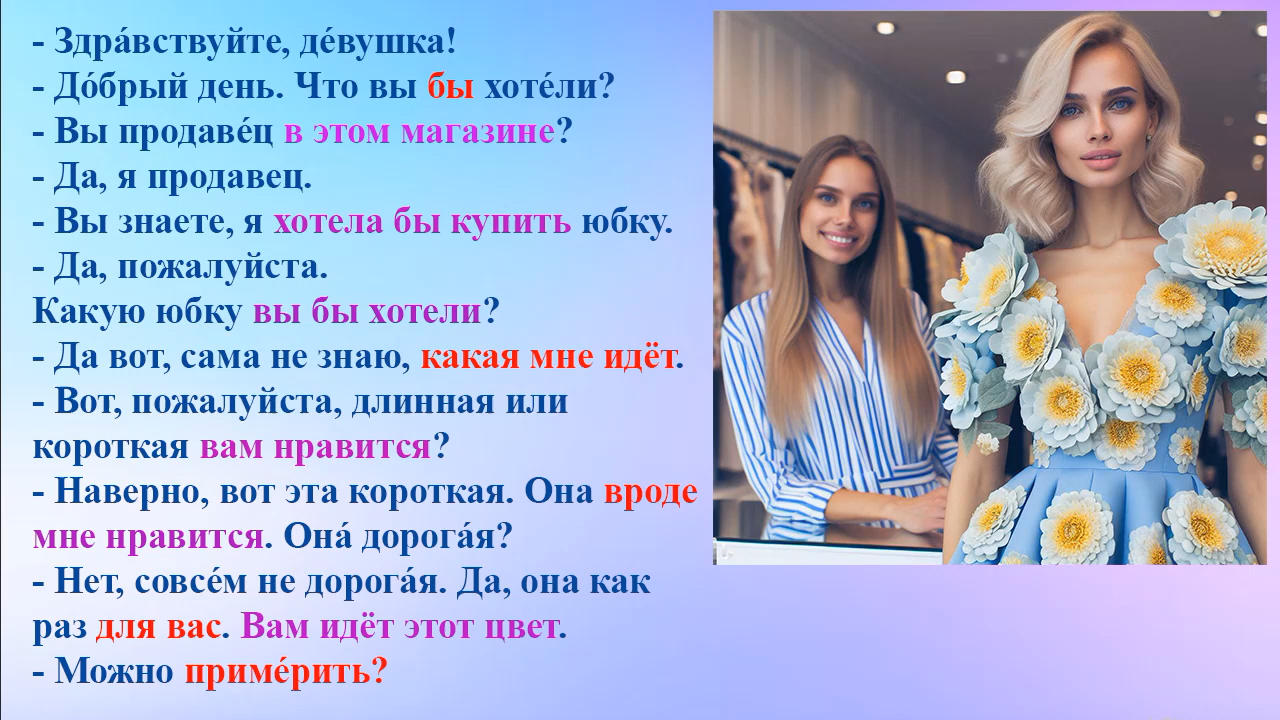 - Здра́вствуйте, де́вушка!
- До́брый день. Что вы бы хоте́ли?
- Вы продаве́ц в этом магазине?
- Да, я продавец.
- Вы знаете, я хотела бы купить юбку.
- Да, пожалуйста.
Какую юбку вы бы хотели?
- Да вот, сама не знаю, какая мне идёт.
- Вот, пожалуйста, длинная или
короткая вам нравится?
- Наверно, вот эта короткая. Она вроде
мне нравится. Она́ дорога́я?
- Нет, совсе́м не дорога́я. Да, она как
раз для вас. Вам идёт этот цвет.
- Можно приме́рить?